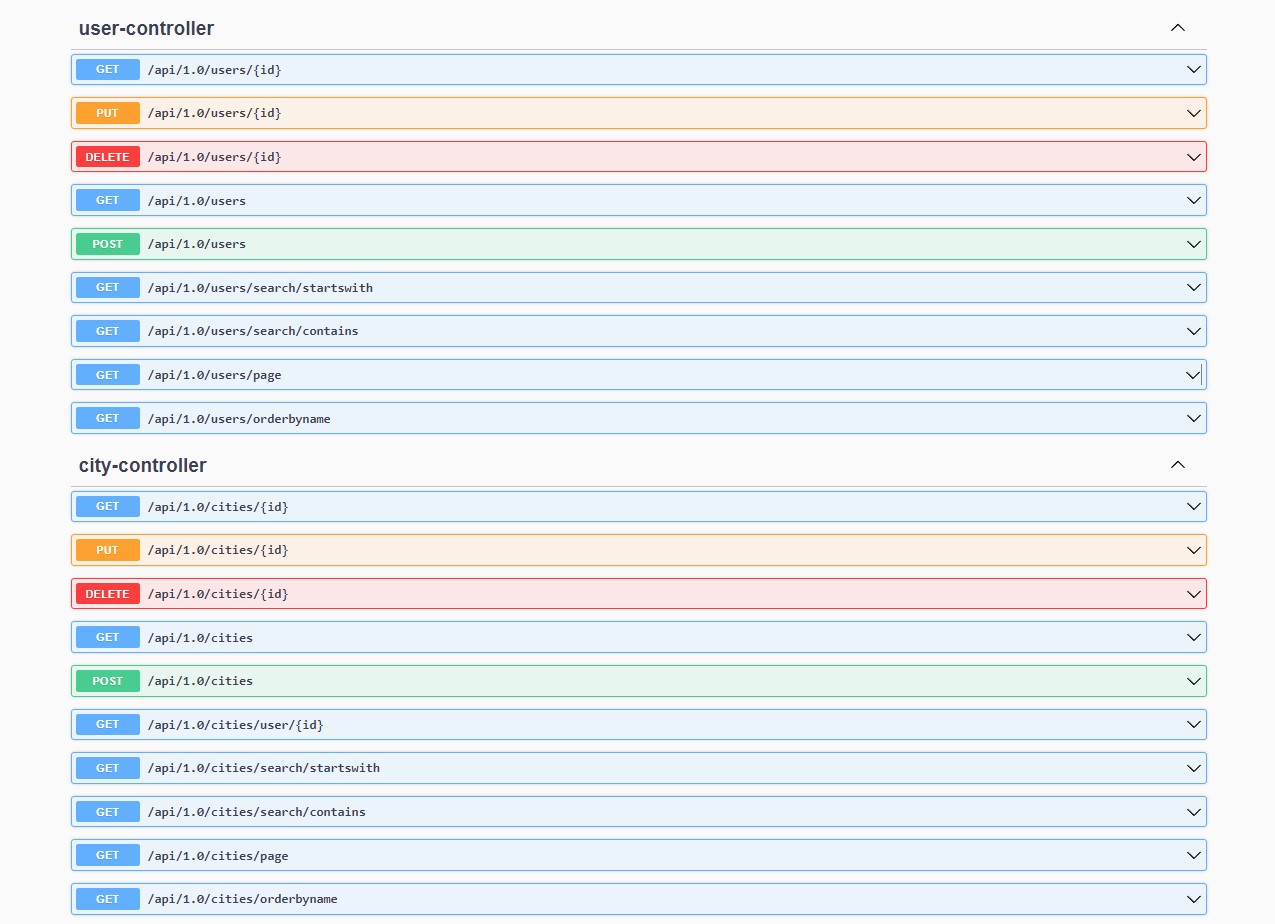 user-controller
GET /api/1.0/users/{id}
PUT /api/1.0/users/{id}
DELETE /api/1.0/users/{id}
GET /api/1.0/users
POST /api/1.0/users
GET /api/1.0/users/search/startswith
GET /api/1.0/users/search/contains
GET /api/1.0/users/page
GET /api/1.0/users/orderbyname
city-controller
GET /api/1.0/cities/{id}
PUT /api/1.0/cities/{id}
DELETE /api/1.0/cities/{id}
GET /api/1.0/cities
POST /api/1.0/cities
GET /api/1.0/cities/user/{id}
GET /api/1.0/cities/search/startswith
GET /api/1.0/cities/search/contains
GET /api/1.0/cities/page
GET /api/1.0/cities/orderbyname